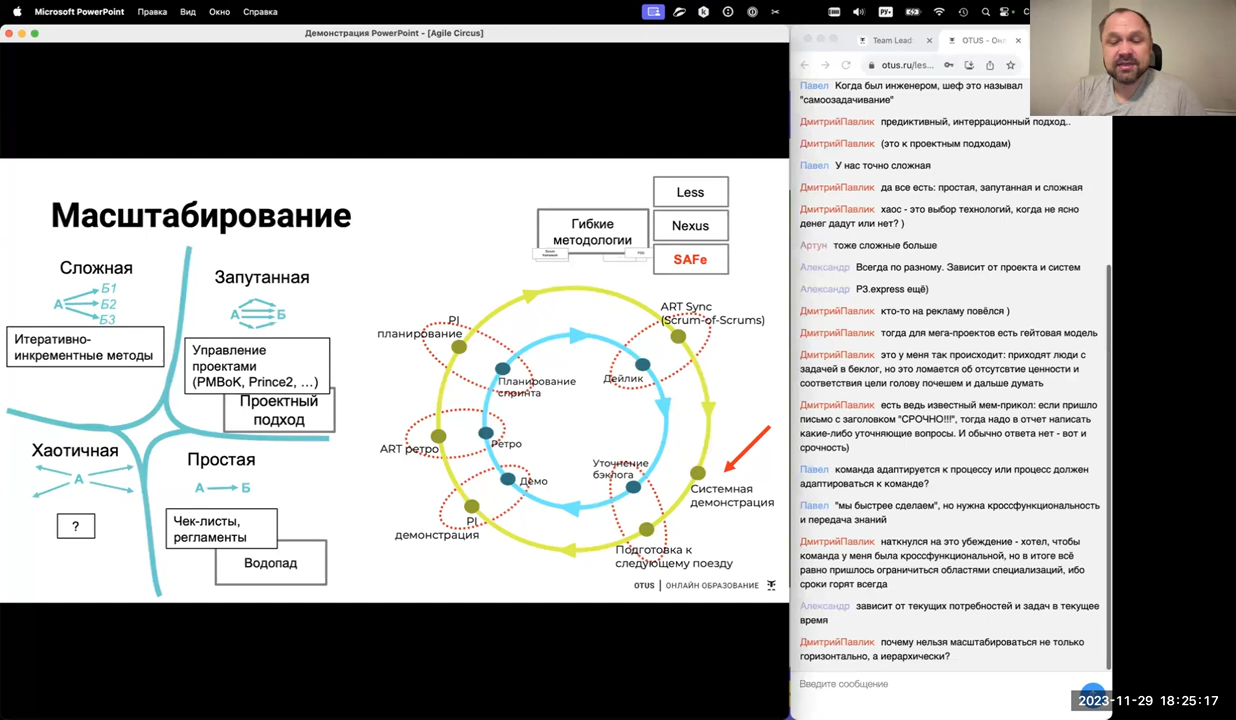 Microsoft PowerPoint Правка Вид Окно Справка
РУ
Демонстрация PowerPoint - [Agile Circus]
Масштабирование
Сложная
А
Б1
Б2
Б3
Итеративно-
инкрементные методы
Запутанная
А Б
Управление
проектами
(PMBoK, Prince2, ...)
Проектный
подход
Хаотичная
А
?
Простая
А Б
Чек-листы,
регламенты
Водопад
Гибкие
методологии
Less
Nexus
SAFe
PI
планирование
Планирование
спринта
ART Sync
(Scrum-of-Scrums)
Дейлик
ART ретро
Ретро
Демо
PI
демонстрация
Уточнение
бэклога
Системная
демонстрация
Подготовка к
следующему поезду
OTUS | ОНЛАЙН ОБРАЗОВАНИЕ
Team Lead
OTUS - Он
otus.ru/les...
Павел Когда был инженером, шеф это называл
"самоозадачивание"
ДмитрийПавлик предиктивный, интеррационный подход..
ДмитрийПавлик (это к проектным подходам)
Павел У нас точно сложная
ДмитрийПавлик да все есть: простая, запутанная и сложная
ДмитрийПавлик хаос - это выбор технологий, когда не ясно
денег дадут или нет? )
Артун тоже сложные больше
Александр Всегда по разному. Зависит от проекта и систем
Александр P3.express ещё)
ДмитрийПавлик кто-то на рекламу повёлся )
ДмитрийПавлик тогда для мега-проектов есть гейтовая модель
ДмитрийПавлик это у меня так происходит: приходят люди с
задачей в беклог, но это ломается об отсутсвтие ценности и
соответствия цели голову почешем и дальше думать
ДмитрийПавлик есть ведь известный мем-прикол: если пришло
письмо с заголовком "СРОЧНО!!!", тогда надо в отчет написать
какие-либо уточняющие вопросы. И обычно ответа нет - вот и
срочность)
Павел команда адаптируется к процессу или процесс должен
адаптироваться к команде?
Павел "мы быстрее сделаем", но нужна кроссфункциональность
и передача знаний
ДмитрийПавлик наткнулся на это убеждение - хотел, чтобы
команда у меня была кроссфункциональной, но в итоге всё
равно пришлось ограничиться областями специализаций, ибо
сроки горят всегда
Александр зависит от текущих потребностей и задач в текущее
время
ДмитрийПавлик почему нельзя масштабироваться не только
горизонтально, а иерархически?
Введите сообщение
2023-11-29 18:25:17